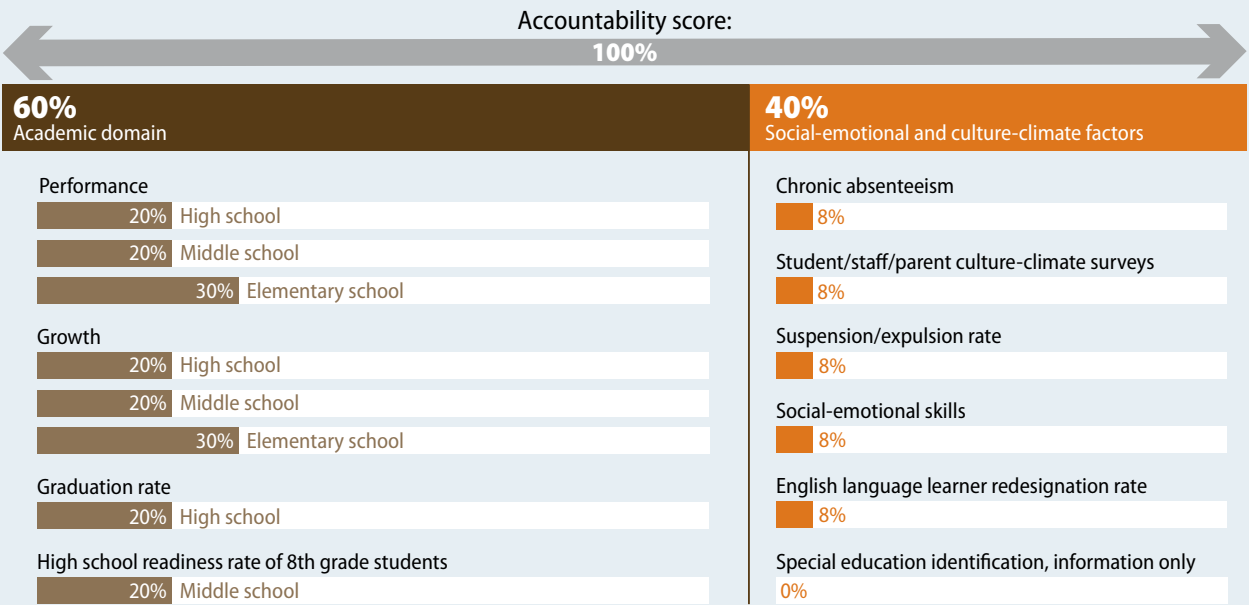 Accountability score:
100%
60%
Academic domain
Performance
20% High school
20% Middle school
30% Elementary school
Growth
20% High school
20% Middle school
30% Elementary school
Graduation rate
20% High school
High school readiness rate of 8th grade students
20% Middle school
40%
Social-emotional and culture-climate factors
Chronic absenteeism
8%
Student/staff/parent culture-climate surveys
8%
Suspension/expulsion rate
8%
Social-emotional skills
8%
English language learner redesignation rate
8%
Special education identification, information only
0%